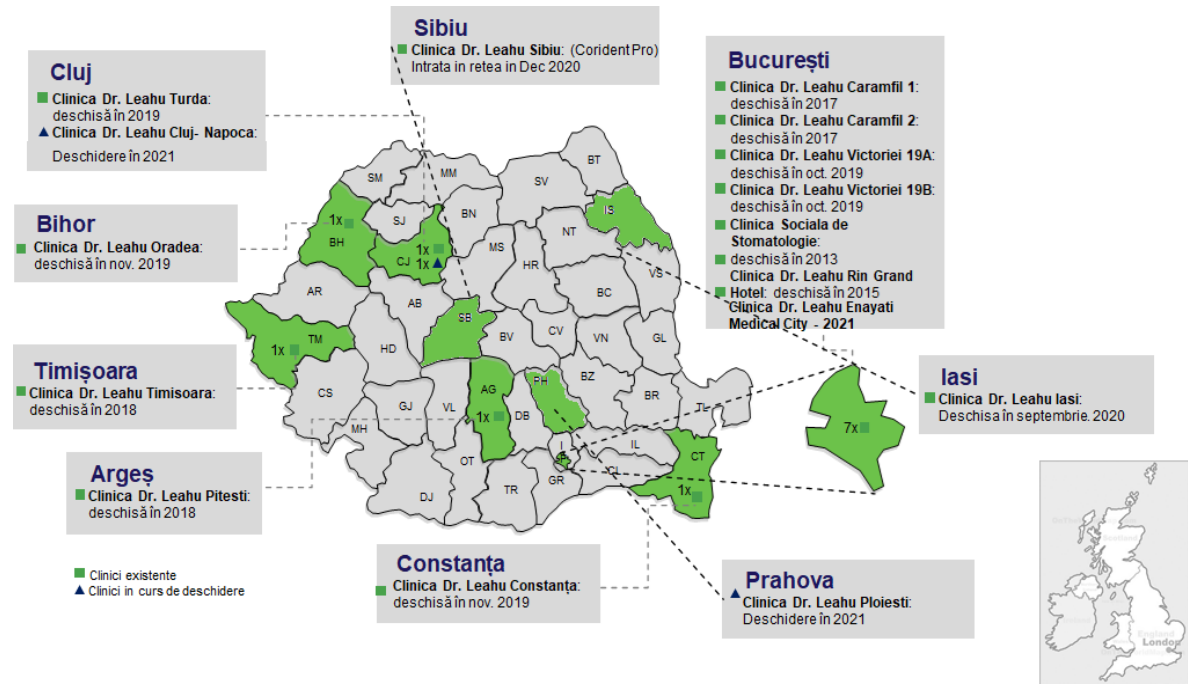 Sibiu
Clinica Dr. Leahu Sibiu: (Corident Pro)
Intrata in retea in Dec 2020
Cluj
Clinica Dr. Leahu Turda:
deschisă în 2019
Clinica Dr. Leahu Cluj- Napoca:
Deschidere în 2021
București
Clinica Dr. Leahu Caramfil 1:
deschisă în 2017
Clinica Dr. Leahu Caramfil 2:
deschisă în 2017
Clinica Dr. Leahu Victoriei 19A:
deschisă în oct. 2019
Clinica Dr. Leahu Victoriei 19B:
deschisă în oct. 2019
Clinica Sociala de
Stomatologie:
deschisă în 2013
Clinica Dr. Leahu Rin Grand
Hotel: deschisă în 2015
Clinica Dr. Leahu Enayati
Medical City - 2021
Bihor
Clinica Dr. Leahu Oradea:
deschisă în nov. 2019
Timișoara
Clinica Dr. Leahu Timisoara:
deschisă în 2018
Argeș
Clinica Dr. Leahu Pitesti:
deschisă în 2018
Iasi
Clinica Dr. Leahu Iasi:
Deschisa în septembrie. 2020
Constanța
Clinica Dr. Leahu Constanța:
deschisă în nov. 2019
Prahova
Clinica Dr. Leahu Ploiesti:
Deschidere în 2021
Clinici existente
Clinici in curs de deschidere
BT
SM
MM
SV
IS
1x
BH
SJ
BN
NT
CJ
1x
1x
MS
HR
VS
AR
AB
BC
SB
TM
1x
HD
BV
CV
VN
GL
CS
GJ
VL
AG
1x
DB
PH
BZ
BR
TL
MH
OT
IL
CT
1x
DJ
TR
GR
CL
I
7x
England
London